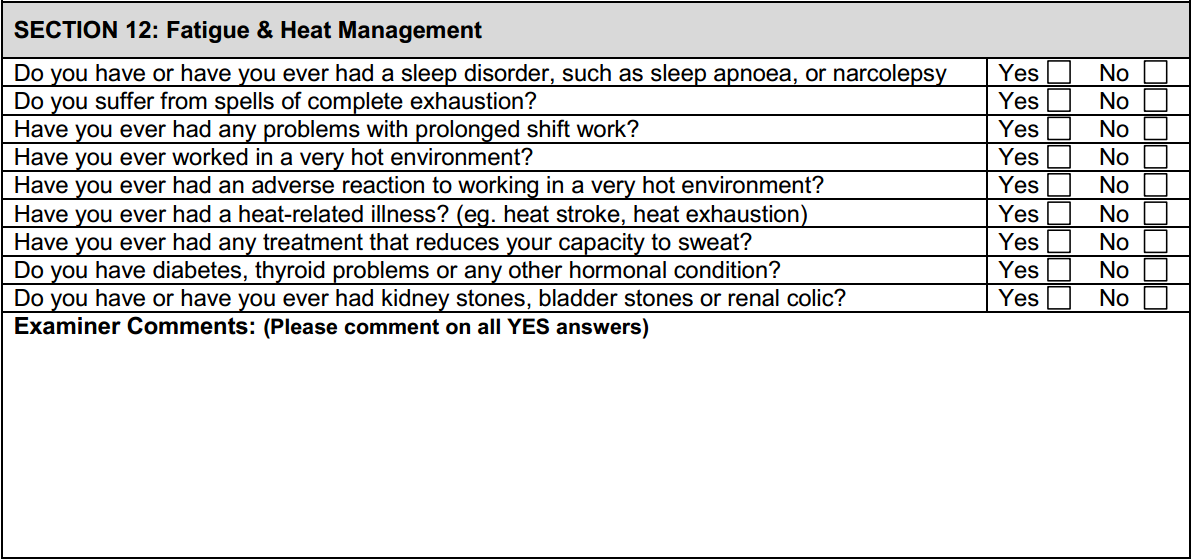 SECTION 12: Fatigue & Heat Management
Do you have or have you ever had a sleep disorder, such as sleep apnoea, or narcolepsy Yes No
Do you suffer from spells of complete exhaustion? Yes No
Have you ever had any problems with prolonged shift work? Yes No
Have you ever worked in a very hot environment? Yes No
Have you ever had an adverse reaction to working in a very hot environment? Yes No
Have you ever had a heat-related illness? (eg. heat stroke, heat exhaustion) Yes No
Have you ever had any treatment that reduces your capacity to sweat? Yes No
Do you have diabetes, thyroid problems or any other hormonal condition? Yes No
Do you have or have you ever had kidney stones, bladder stones or renal colic? Yes No
Examiner Comments: (Please comment on all YES answers)